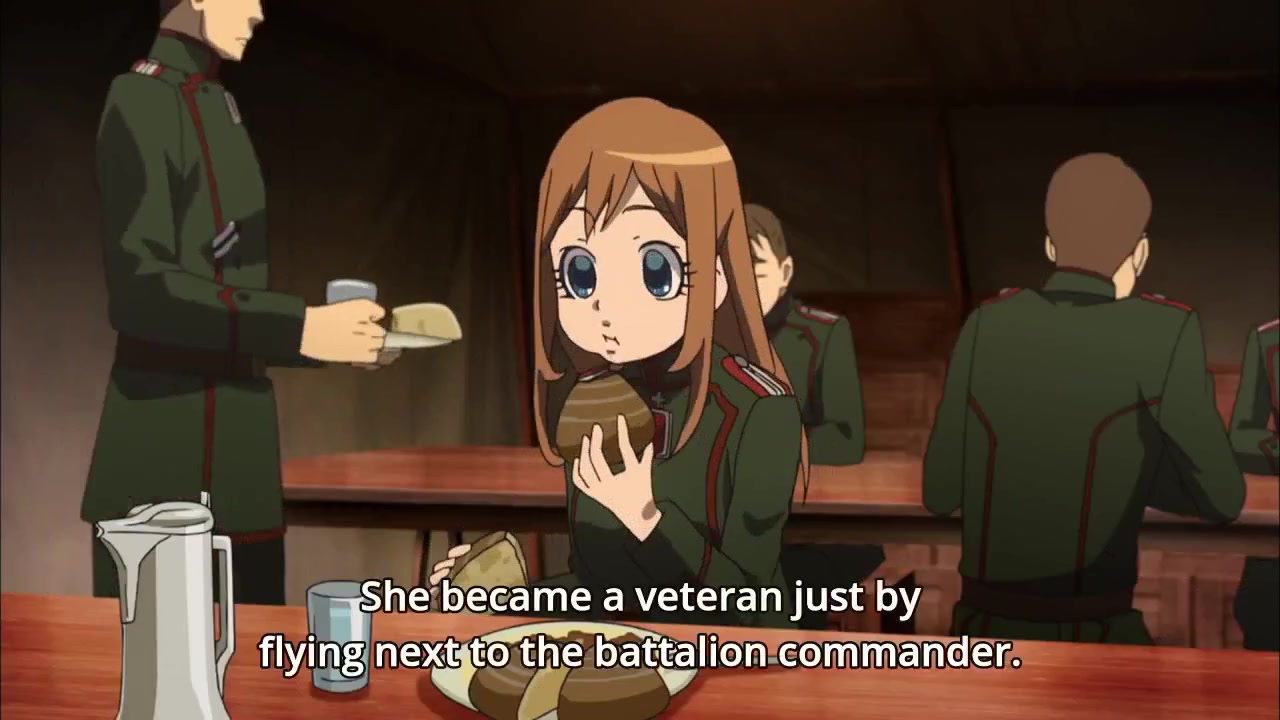 She became a veteran just by
flying next to the battalion commander.